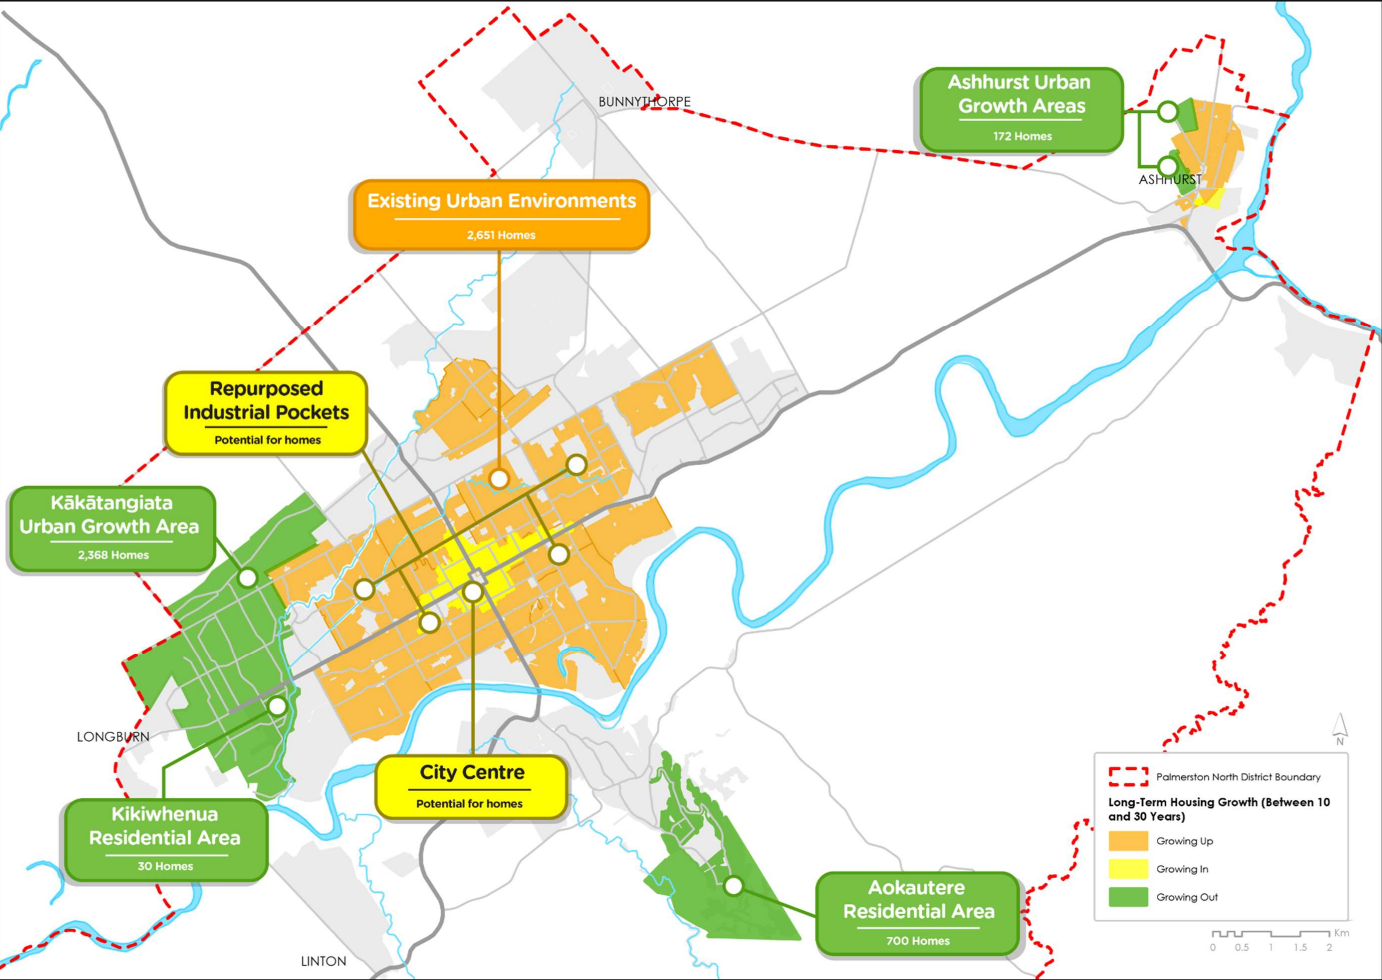 BUNNYTHORPE
Ashhurst Urban
Growth Areas
172 Homes
ASHHURST
Existing Urban Environments
2,651 Homes
Repurposed
Industrial Pockets
Potential for homes
Kākātangiata
Urban Growth Area
2,368 Homes
LONGBURN
Kikiwhenua
Residential Area
30 Homes
City Centre
Potential for homes
Aokautere
Residential Area
700 Homes
LINTON
N
Palmerston North District Boundary
Long-Term Housing Growth (Between 10
and 30 Years)
Growing Up
Growing In
Growing Out
Km
0 0.5 1 1.5 2